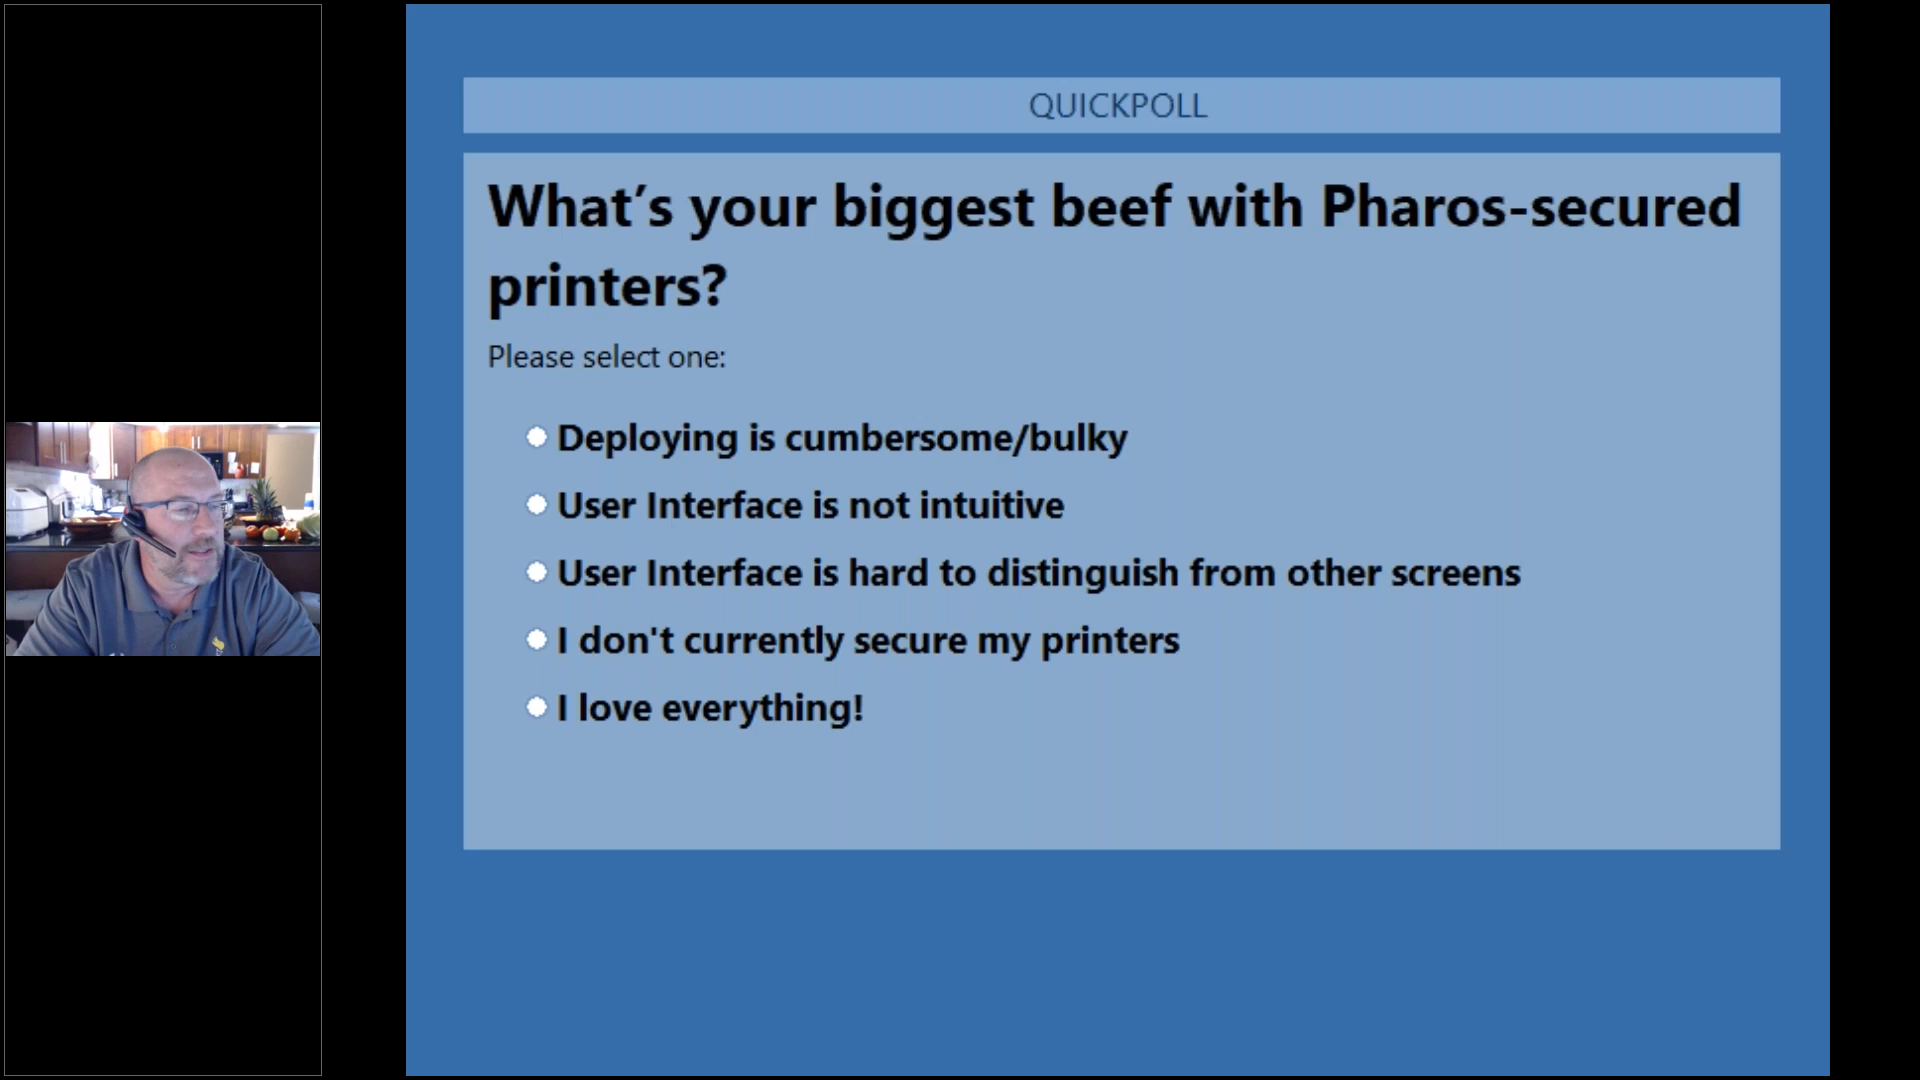 QUICKPOLL
What’s your biggest beef with Pharos-secured
printers?
Please select one:
Deploying is cumbersome/bulky
User Interface is not intuitive
User Interface is hard to distinguish from other screens
I don't currently secure my printers
I love everything!